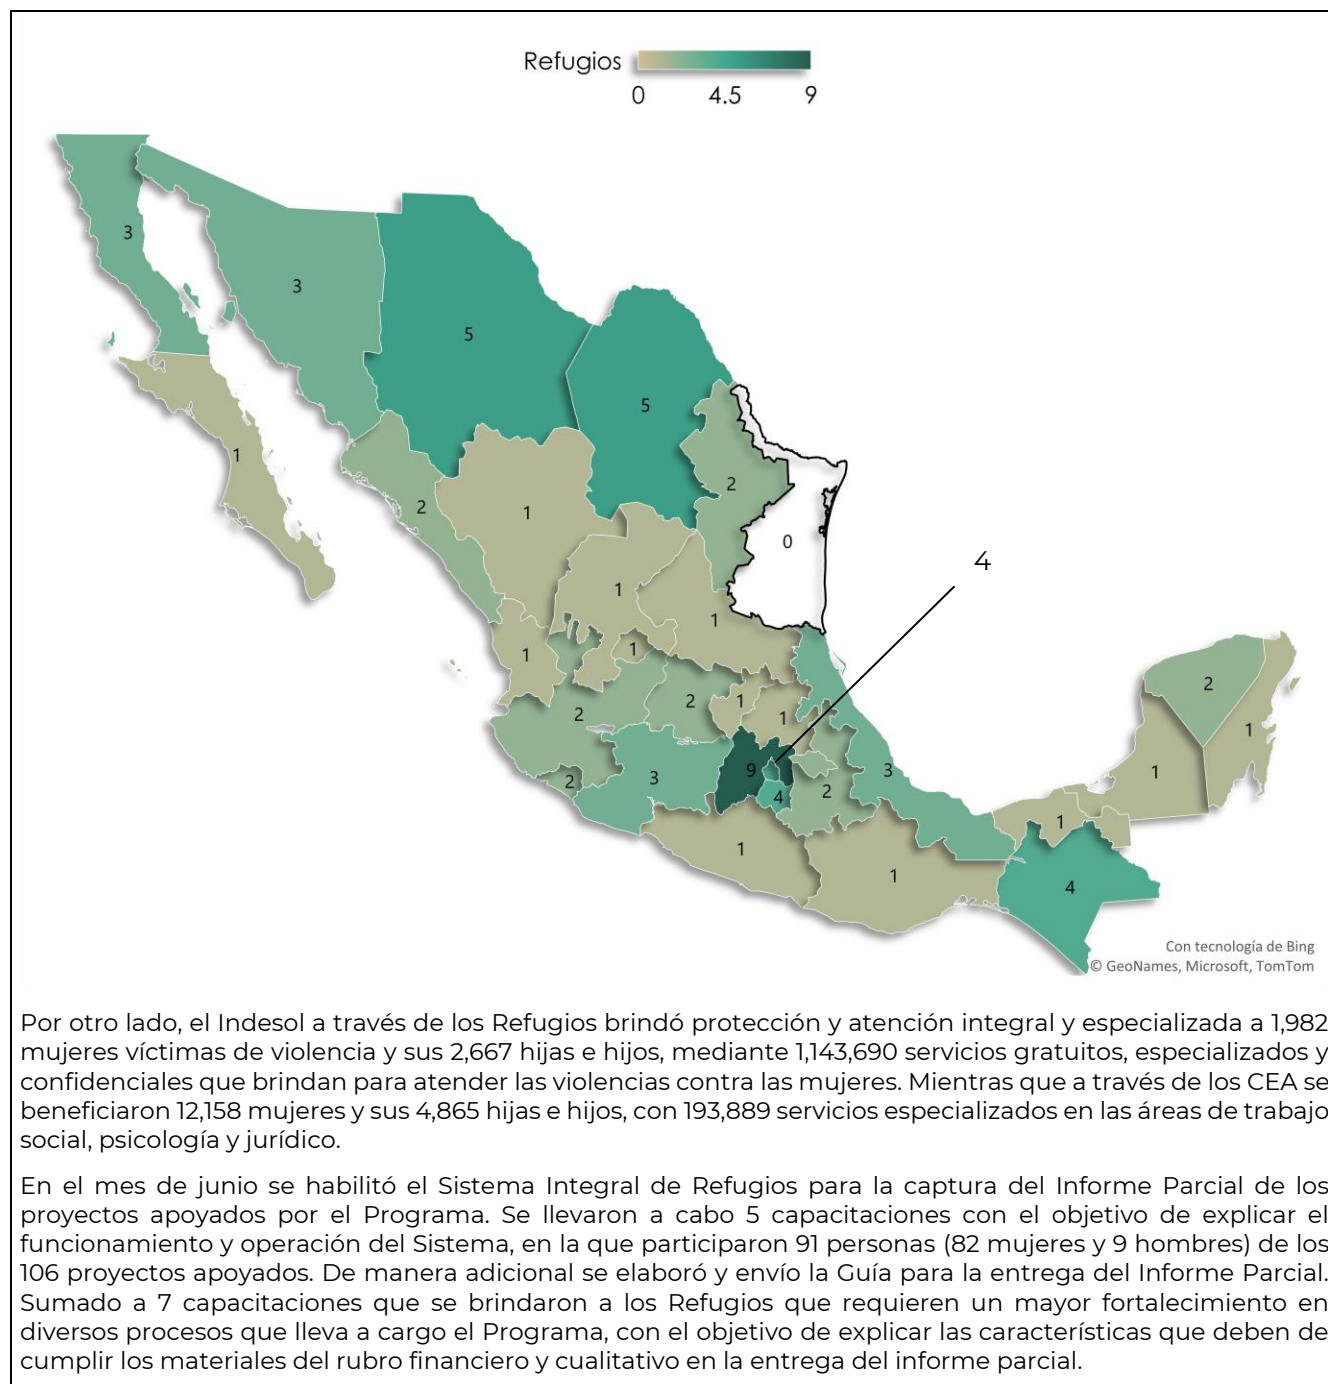 Refugios
0 4.5 9
3
3
5
5
1
2
2
1
0
4
1
1
1
1
2
2
2
1
1
1
2
3
9
4
2
3
1
1
1
1
4
Con tecnología de Bing
© GeoNames, Microsoft, TomTom
Por otro lado, el Indesol a través de los Refugios brindó protección y atención integral y especializada a 1,982
mujeres víctimas de violencia y sus 2,667 hijas e hijos, mediante 1,143,690 servicios gratuitos, especializados y
confidenciales que brindan para atender las violencias contra las mujeres. Mientras que a través de los CEA se
beneficiaron 12,158 mujeres y sus 4,865 hijas e hijos, con 193,889 servicios especializados en las áreas de trabajo
social, psicología y jurídico.
En el mes de junio se habilitó el Sistema Integral de Refugios para la captura del Informe Parcial de los
proyectos apoyados por el Programa. Se llevaron a cabo 5 capacitaciones con el objetivo de explicar el
funcionamiento y operación del Sistema, en la que participaron 91 personas (82 mujeres y 9 hombres) de los
106 proyectos apoyados. De manera adicional se elaboró y envío la Guía para la entrega del Informe Parcial.
Sumado a 7 capacitaciones que se brindaron a los Refugios que requieren un mayor fortalecimiento en
diversos procesos que lleva a cargo el Programa, con el objetivo de explicar las características que deben de
cumplir los materiales del rubro financiero y cualitativo en la entrega del informe parcial.